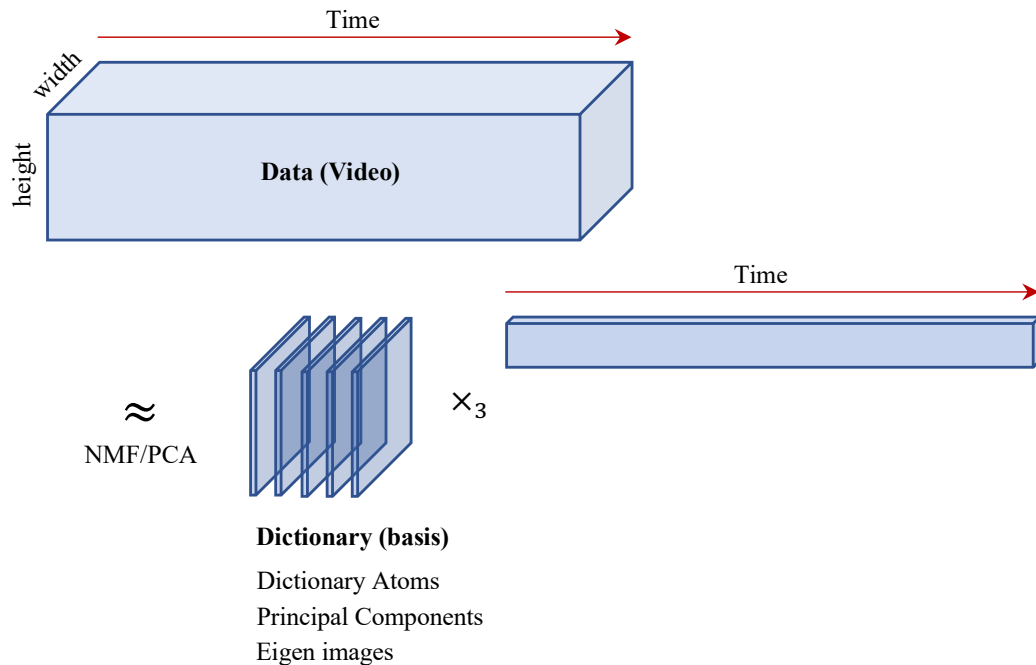 Time
width
height
Data (Video)
Time
≈
×₃
NMF/PCA
Dictionary (basis)
Dictionary Atoms
Principal Components
Eigen images